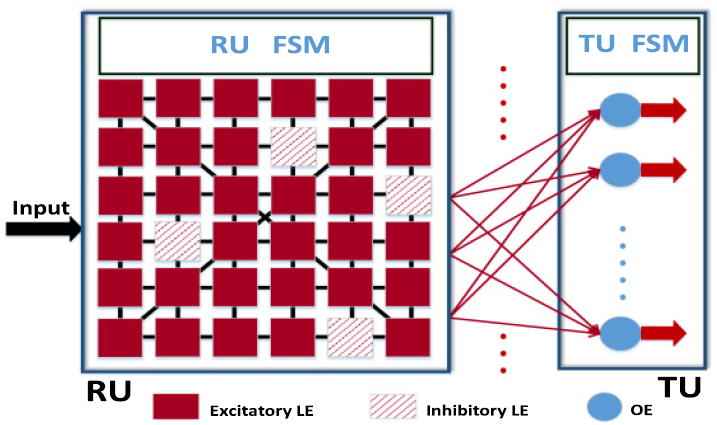 RU FSM
TU FSM
Input
RU
TU
Excitatory LE
Inhibitory LE
OE